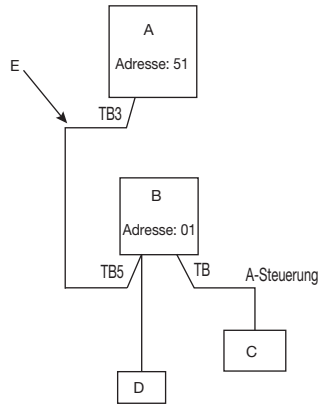 A
Adresse: 51
E
TB3
B
Adresse: 01
TB5
TB
A-Steuerung
C
D